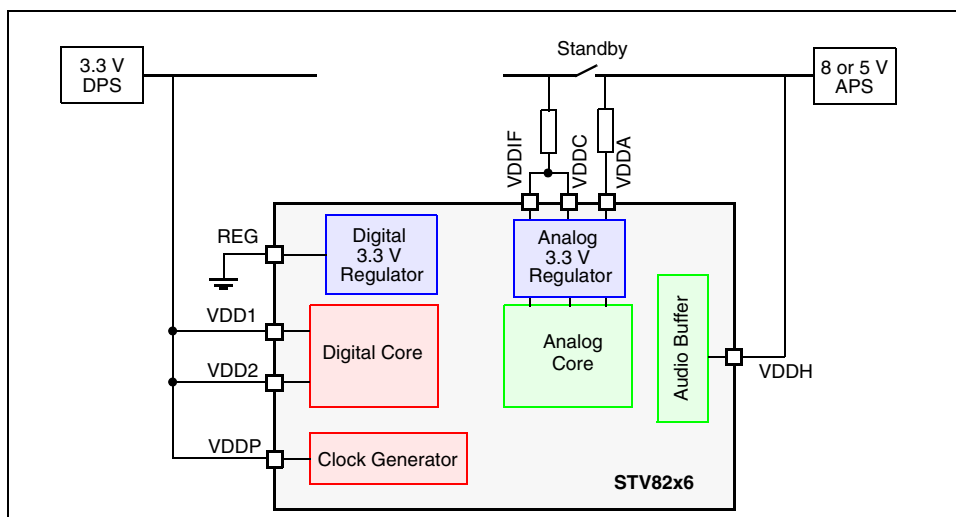 Standby
3.3 V
DPS
8 or 5 V
APS
VDDIF
VDDC
VDDA
REG
Digital
3.3 V
Regulator
Analog
3.3 V
Regulator
VDD1
Digital Core
Analog
Core
Audio Buffer
VDDH
VDD2
VDDP
Clock Generator
STV82x6